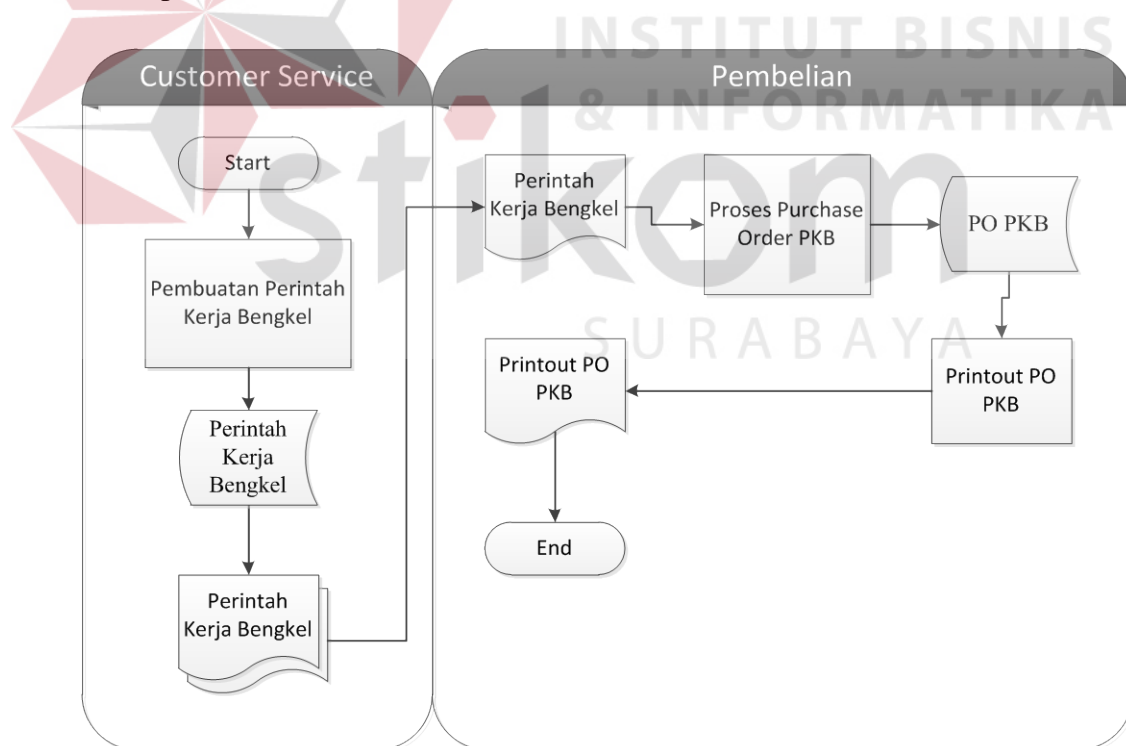 INSTITUT BISNIS
& INFORMATIKA
stikom
SURABAYA
Customer Service
Pembelian
Start
Pembuatan Perintah
Kerja Bengkel
Perintah
Kerja
Bengkel
Perintah
Kerja Bengkel
Perintah
Kerja Bengkel
Proses Purchase
Order PKB
PO PKB
Printout PO
PKB
Printout PO
PKB
End